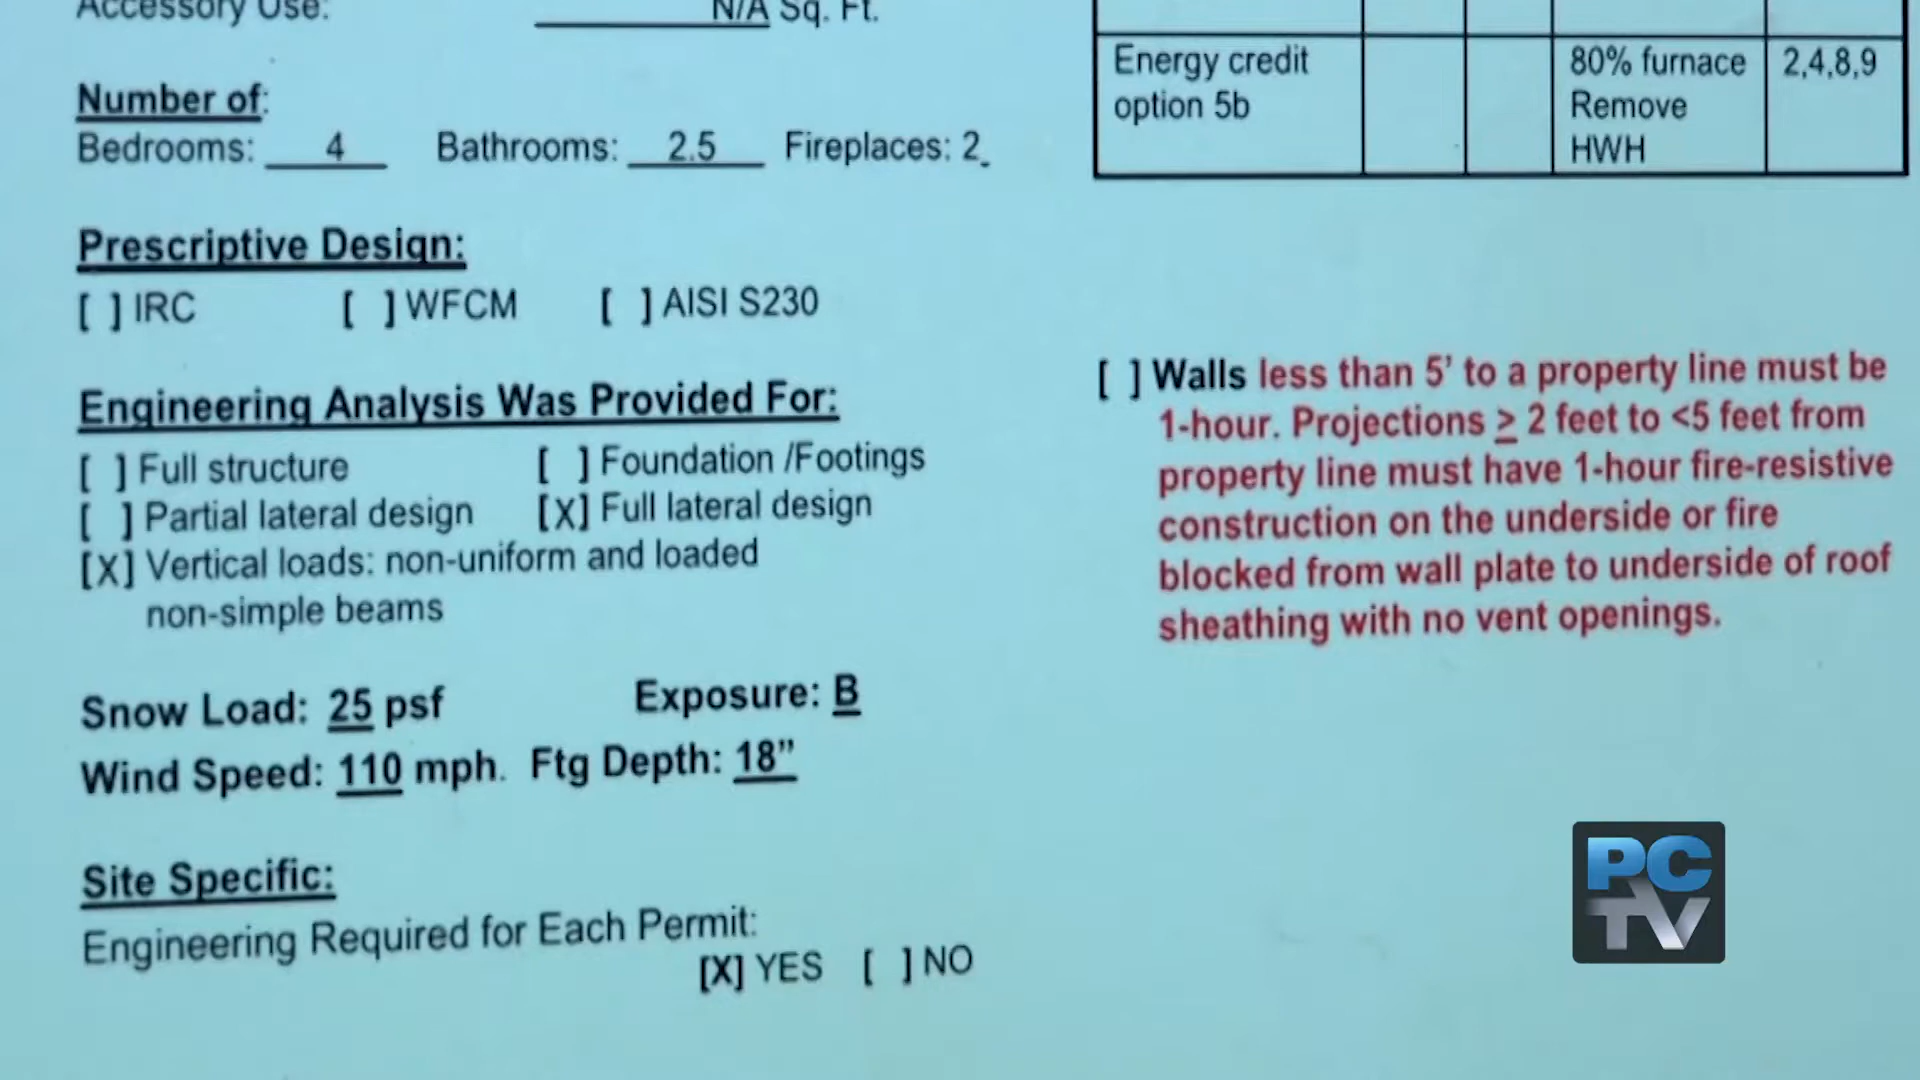 Accessory Use: N/A Sq. Ft.
Number of:
Bedrooms: 4 Bathrooms: 2.5 Fireplaces: 2
Prescriptive Design:
[ ] IRC [ ] WFCM [ ] AISI S230
Engineering Analysis Was Provided For:
[ ] Full structure [ ] Foundation /Footings
[ ] Partial lateral design [X] Full lateral design
[X] Vertical loads: non-uniform and loaded
non-simple beams
Snow Load: 25 psf Exposure: B
Wind Speed: 110 mph. Ftg Depth: 18”
Site Specific:
Engineering Required for Each Permit:
[X] YES [ ] NO
Energy credit 80% furnace 2,4,8,9
option 5b Remove
HWH
[ ] Walls less than 5’ to a property line must be
1-hour. Projections ≥ 2 feet to <5 feet from
property line must have 1-hour fire-resistive
construction on the underside or fire
blocked from wall plate to underside of roof
sheathing with no vent openings.
PC
TV